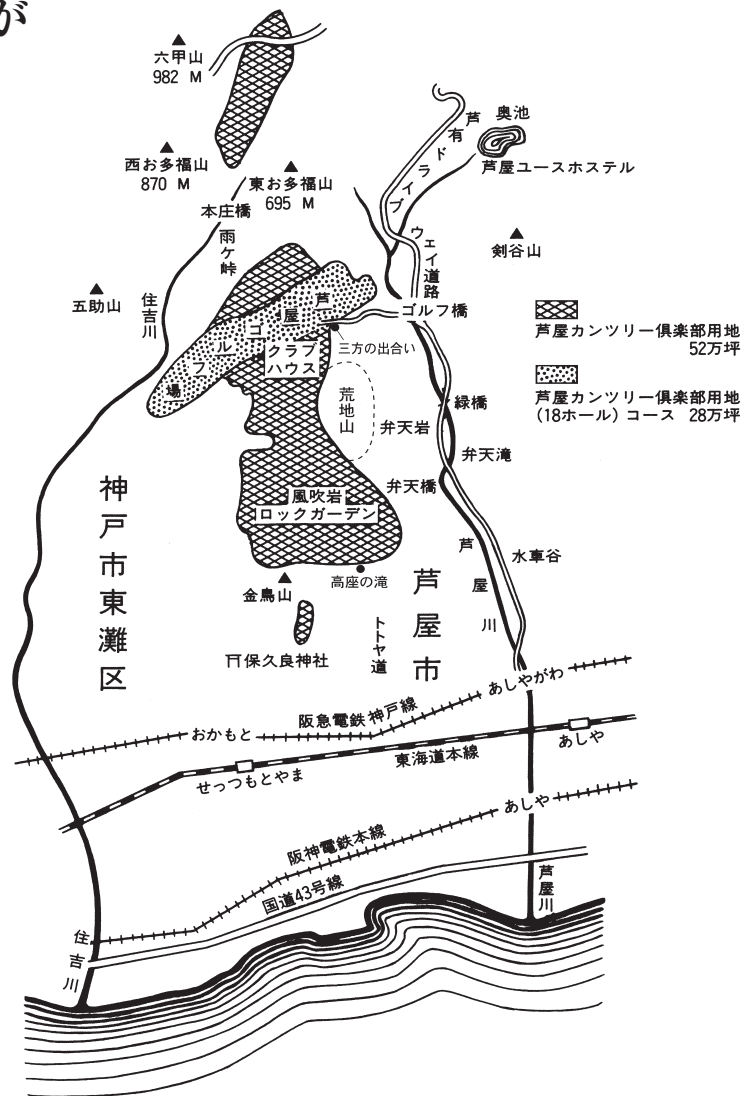 が
六甲山
982 M
西お多福山
870 M
東お多福山
695 M
本庄橋
雨ケ峠
住吉川
五助山
奥池
芦屋ユースホステル
芦有ドライブウェイ道路
剣谷山
ゴルフ橋
芦屋ゴルフ場
クラブ
ハウス
三方の出合い
荒地山
緑橋
弁天岩
弁天滝
弁天橋
風吹岩
ロックガーデン
芦屋カンツリー倶楽部用地
52万坪
芦屋カンツリー倶楽部用地
(18ホール) コース 28万坪
神戸市東灘区
芦屋市
芦屋川
水車谷
金鳥山
高座の滝
保久良神社
トトヤ道
あしやがわ
阪急電鉄神戸線
おかもと
東海道本線
あしや
せっつもとやま
あしや
阪神電鉄本線
国道43号線
芦屋川
住吉川